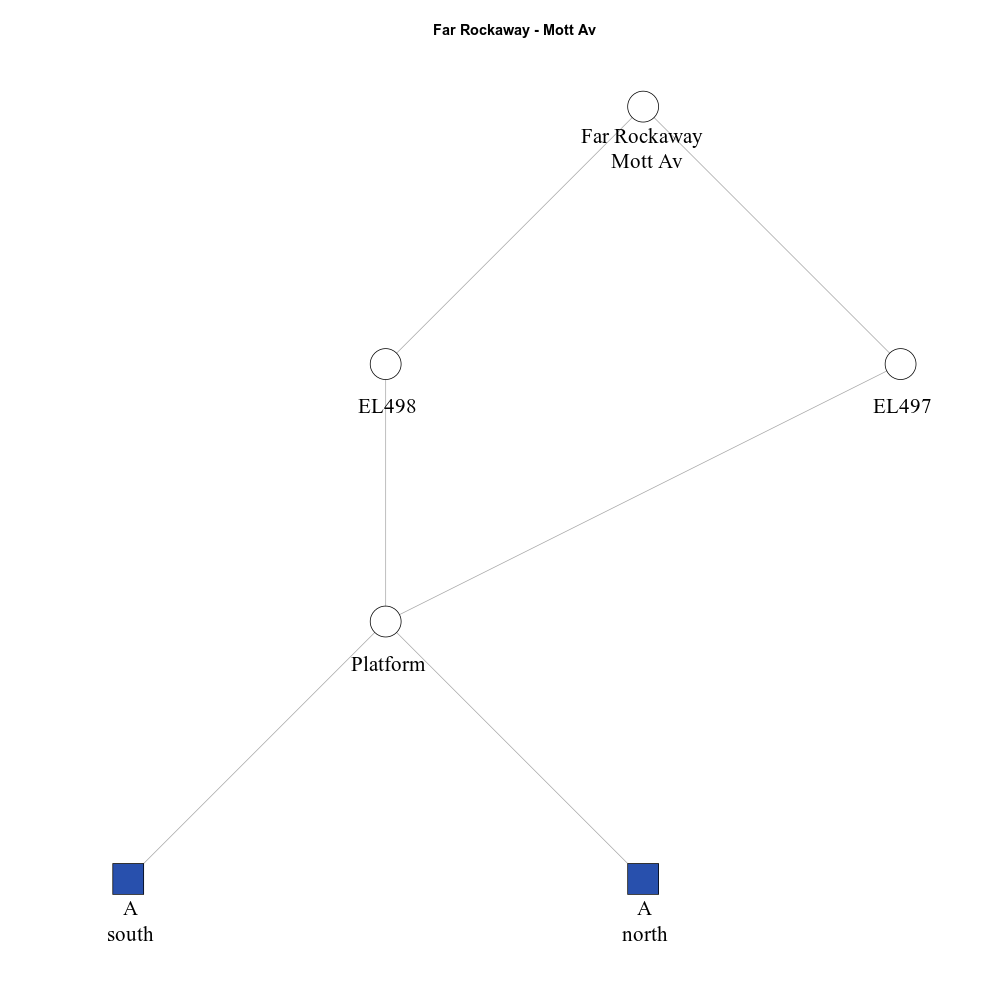 Far Rockaway - Mott Av
Far Rockaway
Mott Av
EL498
EL497
Platform
A
south
A
north